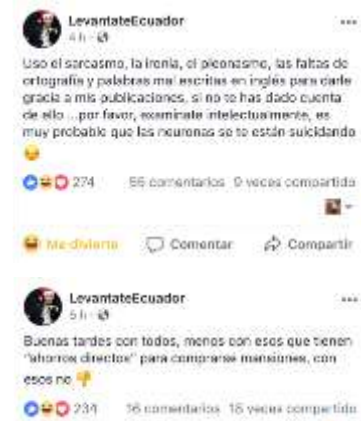 LevantateEcuador
4 h
Uso el sarcasmo, la ironía, el pleonasmo, las faltas de
ortografía y palabras mal escritas en inglés para darle
gracia a mis publicaciones, si no te has dado cuenta
de ello ...por favor, examínate intelectualmente, es
muy probable que las neuronas se te están suicidando
274 55 comentarios 9 veces compartido
Me divierte Comentar Compartir
LevantateEcuador
5 h
Buenas tardes con todos, menos con esos que tienen
"ahorros directos" para comprarse mansiones, con
esos no
234 16 comentarios 18 veces compartido